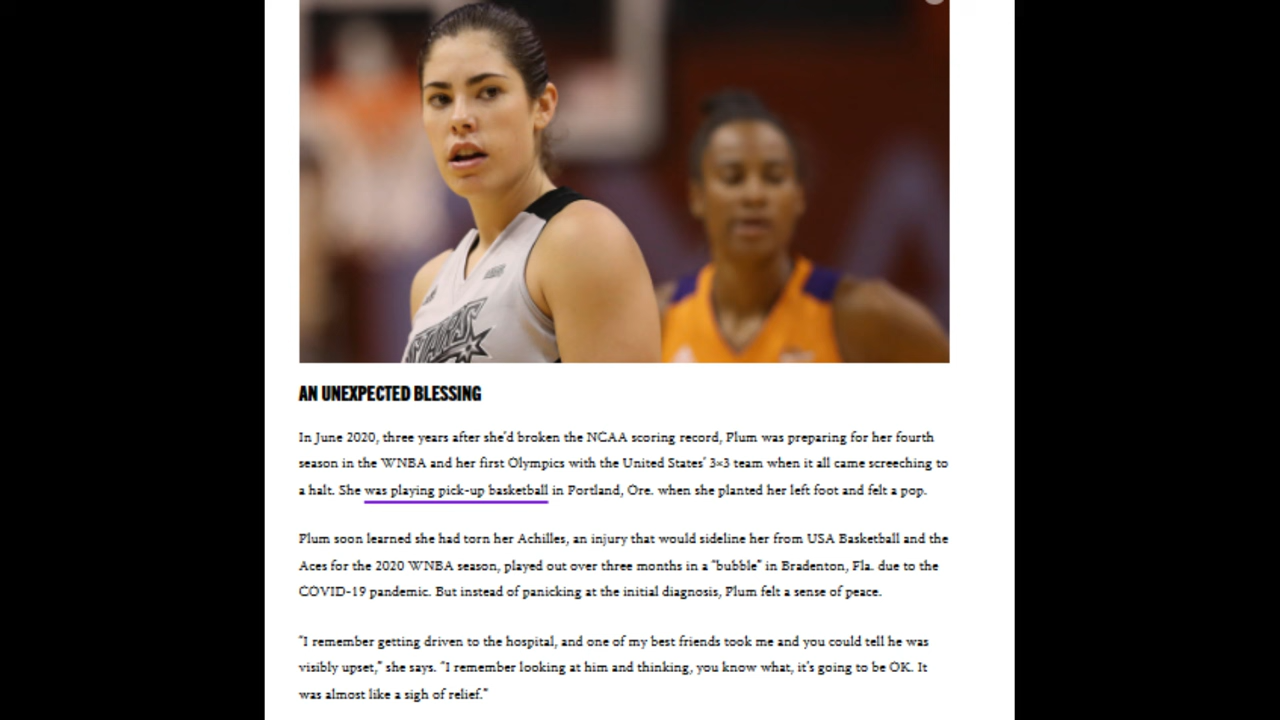 STARS
AN UNEXPECTED BLESSING
In June 2020, three years after she'd broken the NCAA scoring record, Plum was preparing for her fourth
season in the WNBA and her first Olympics with the United States' 3×3 team when it all came screeching to
a halt. She was playing pick-up basketball in Portland, Ore. when she planted her left foot and felt a pop.
Plum soon learned she had torn her Achilles, an injury that would sideline her from USA Basketball and the
Aces for the 2020 WNBA season, played out over three months in a "bubble" in Bradenton, Fla. due to the
COVID-19 pandemic. But instead of panicking at the initial diagnosis, Plum felt a sense of peace.
"I remember getting driven to the hospital, and one of my best friends took me and you could tell he was
visibly upset," she says. "I remember looking at him and thinking, you know what, it's going to be OK. It
was almost like a sigh of relief."